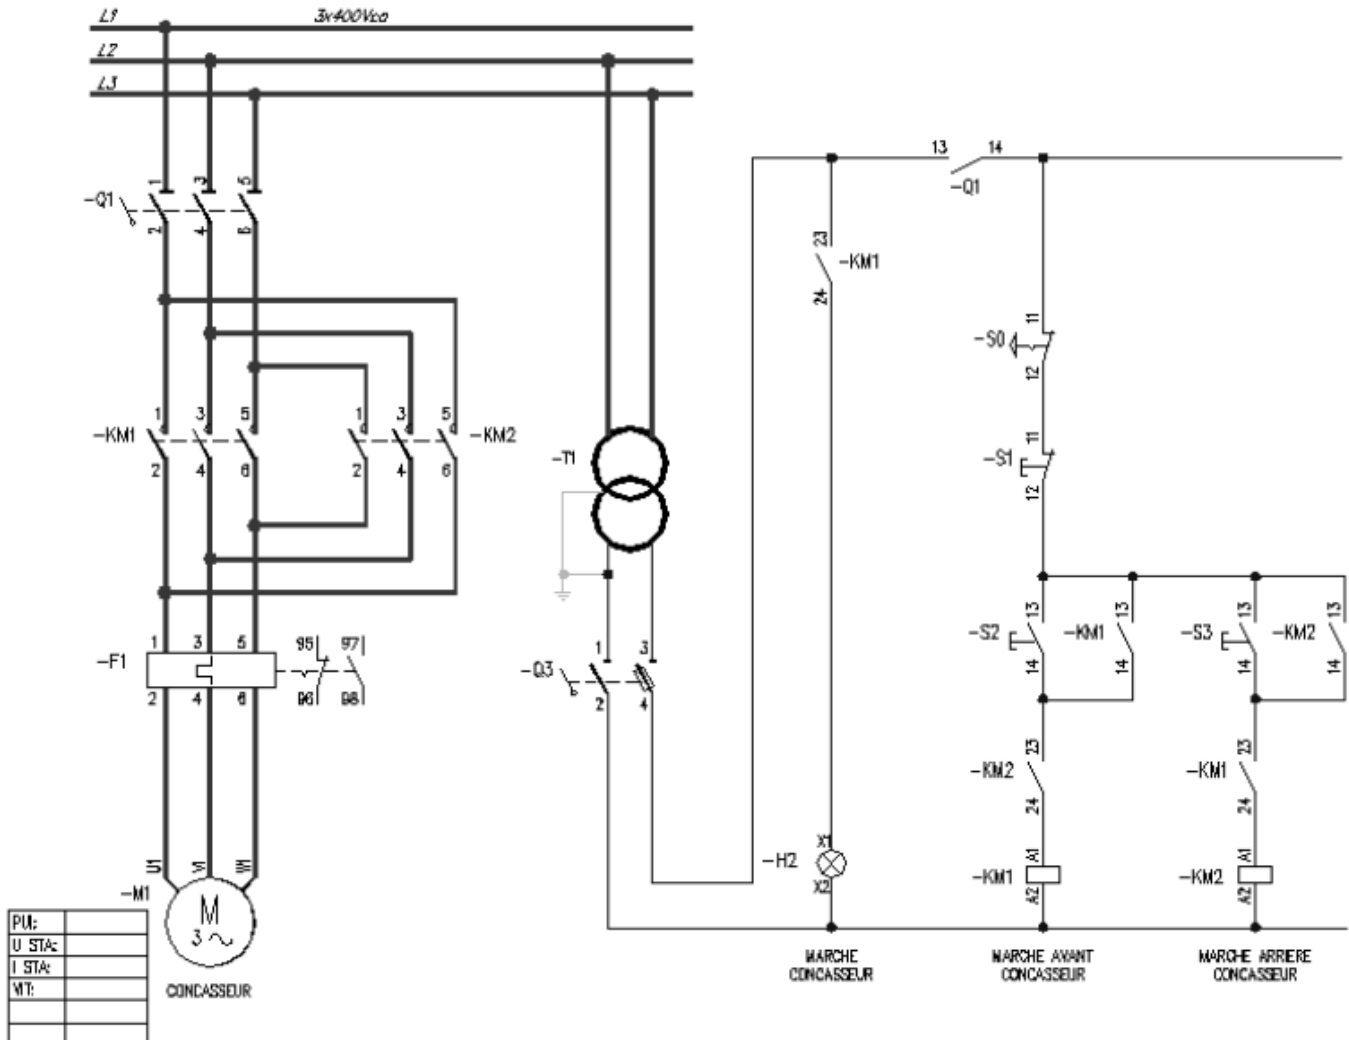 L1
3x400Vca
L2
L3
13 14
-Q1
1 3 5
-Q1
2 4 6
23
-KM1
24
11
-S0
12
1 3 5
-KM1
2 4 6
1 3 5
-KM2
2 4 6
-T1
11
-S1
12
1 3 5
-F1
2 4 6
95 97
96 98
1 3
-Q3
2 4
13
-S2
14
13
-KM1
14
13
-S3
14
13
-KM2
14
23
-KM2
24
23
-KM1
24
U1 V1 W1
-M1
M
3
CONCASSEUR
X1
-H2
X2
A1
-KM1
A2
A1
-KM2
A2
PUI:
U STA:
I STA:
VIT:
MARCHE
CONCASSEUR
MARCHE AVANT
CONCASSEUR
MARCHE ARRIERE
CONCASSEUR